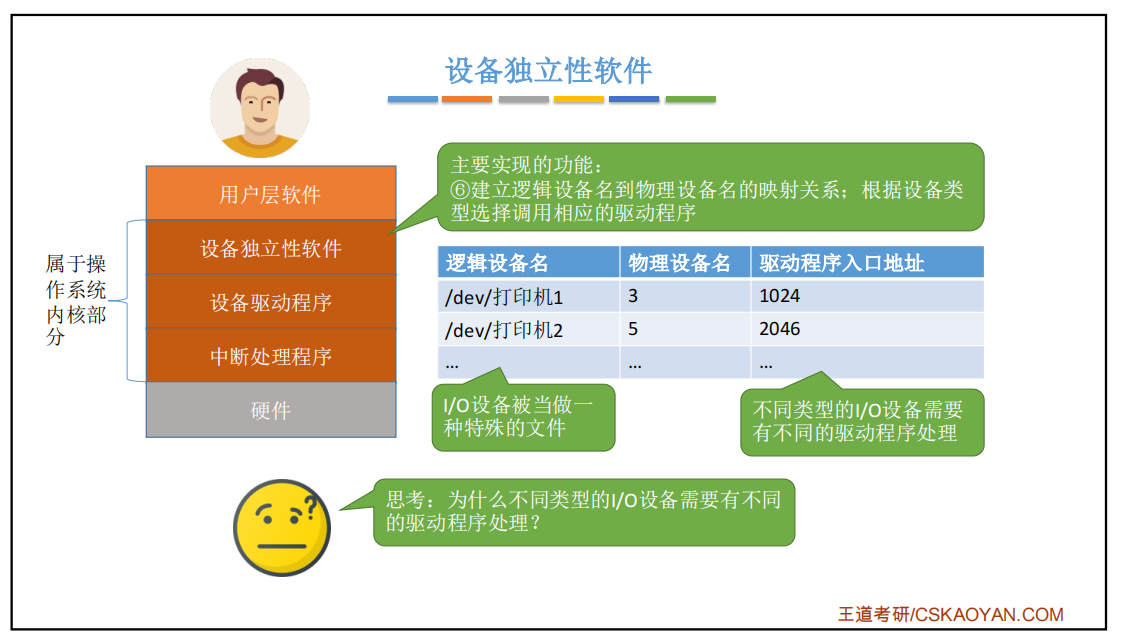 设备独立性软件
主要实现的功能：
⑥建立逻辑设备名到物理设备名的映射关系；根据设备类
型选择调用相应的驱动程序
用户层软件
设备独立性软件
设备驱动程序
中断处理程序
硬件
属于操
作系统
内核部
分
逻辑设备名 物理设备名 驱动程序入口地址
/dev/打印机1 3 1024
/dev/打印机2 5 2046
... ... ...
I/O设备被当做一
种特殊的文件
不同类型的I/O设备需要
有不同的驱动程序处理
?
思考：为什么不同类型的I/O设备需要有不同
的驱动程序处理？
王道考研/CSKAOYAN.COM